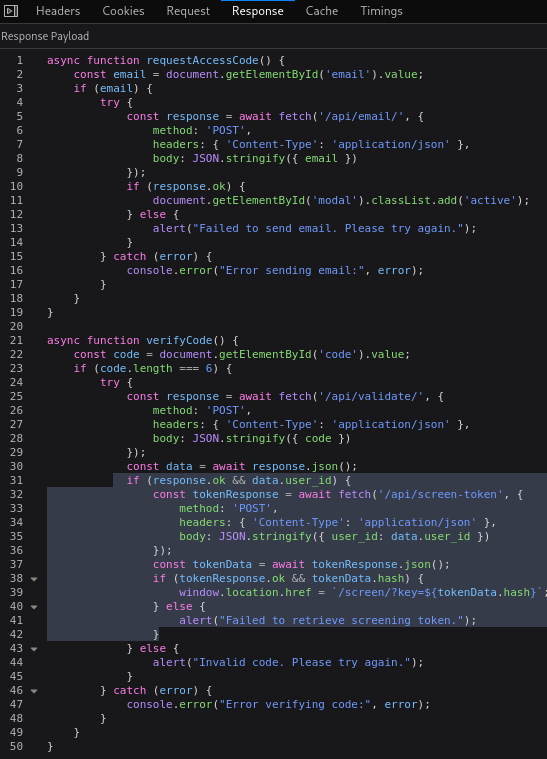 Headers Cookies Request Response Cache Timings
Response Payload
1 async function requestAccessCode() {
2 const email = document.getElementById('email').value;
3 if (email) {
4 try {
5 const response = await fetch('/api/email/', {
6 method: 'POST',
7 headers: { 'Content-Type': 'application/json' },
8 body: JSON.stringify({ email })
9 });
10 if (response.ok) {
11 document.getElementById('modal').classList.add('active');
12 } else {
13 alert("Failed to send email. Please try again.");
14 }
15 } catch (error) {
16 console.error("Error sending email:", error);
17 }
18 }
19 }
20
21 async function verifyCode() {
22 const code = document.getElementById('code').value;
23 if (code.length === 6) {
24 try {
25 const response = await fetch('/api/validate/', {
26 method: 'POST',
27 headers: { 'Content-Type': 'application/json' },
28 body: JSON.stringify({ code })
29 });
30 const data = await response.json();
31 if (response.ok && data.user_id) {
32 const tokenResponse = await fetch('/api/screen-token', {
33 method: 'POST',
34 headers: { 'Content-Type': 'application/json' },
35 body: JSON.stringify({ user_id: data.user_id })
36 });
37 const tokenData = await tokenResponse.json();
38 if (tokenResponse.ok && tokenData.hash) {
39 window.location.href = `/screen/?key=${tokenData.hash}`;
40 } else {
41 alert("Failed to retrieve screening token.");
42 }
43 } else {
44 alert("Invalid code. Please try again.");
45 }
46 } catch (error) {
47 console.error("Error verifying code:", error);
48 }
49 }
50 }